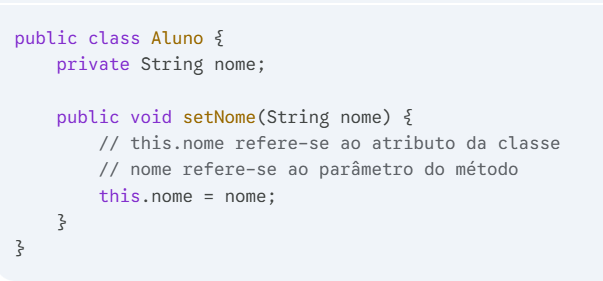 public class Aluno {
    private String nome;

    public void setNome(String nome) {
        // this.nome refere-se ao atributo da classe
        // nome refere-se ao parâmetro do método
        this.nome = nome;
    }
}